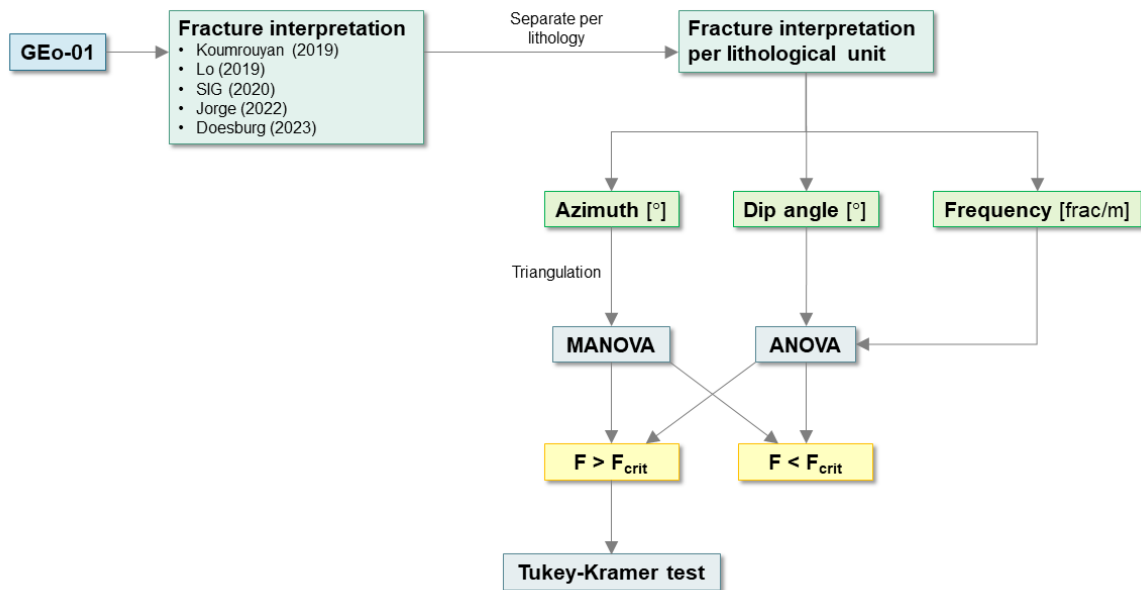 GEo-01
Fracture interpretation
• Koumrouyan (2019)
• Lo (2019)
• SIG (2020)
• Jorge (2022)
• Doesburg (2023)
Separate per
lithology
Fracture interpretation
per lithological unit
Azimuth [°]
Dip angle [°]
Frequency [frac/m]
Triangulation
MANOVA
ANOVA
F > Fcrit
F < Fcrit
Tukey-Kramer test